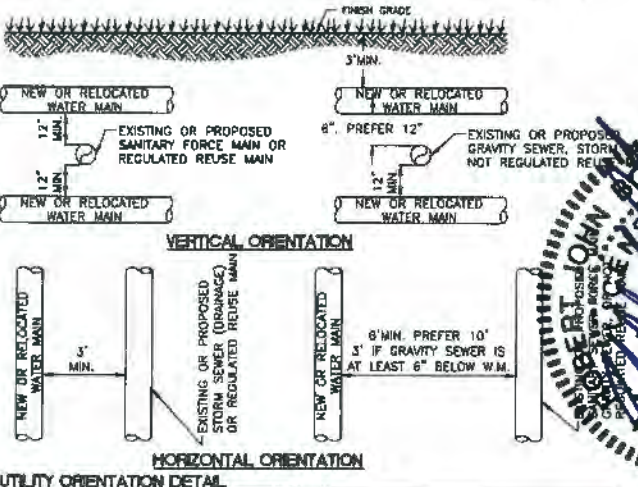 FINISH GRADE
3'MIN.
NEW OR RELOCATED
WATER MAIN
12"
MIN.
EXISTING OR PROPOSED
SANITARY FORCE MAIN OR
REGULATED REUSE MAIN
12"
MIN
NEW OR RELOCATED
WATER MAIN
NEW OR RELOCATED
WATER MAIN
6", PREFER 12"
EXISTING OR PROPOSED
GRAVITY SEWER, STORM
NOT REGULATED REUSE
12"
MIN
NEW OR RELOCATED
WATER MAIN
VERTICAL ORIENTATION
NEW OR RELOCATED
WATER MAIN
3'
MIN.
EXISTING OR PROPOSED
STORM SEWER (DRAINAGE)
OR REGULATED REUSE MAIN
NEW OR RELOCATED
WATER MAIN
6'MIN. PREFER 10'
3' IF GRAVITY SEWER IS
AT LEAST 6" BELOW W.M.
JOHN
HORIZONTAL ORIENTATION
UTILITY ORIENTATION DETAIL